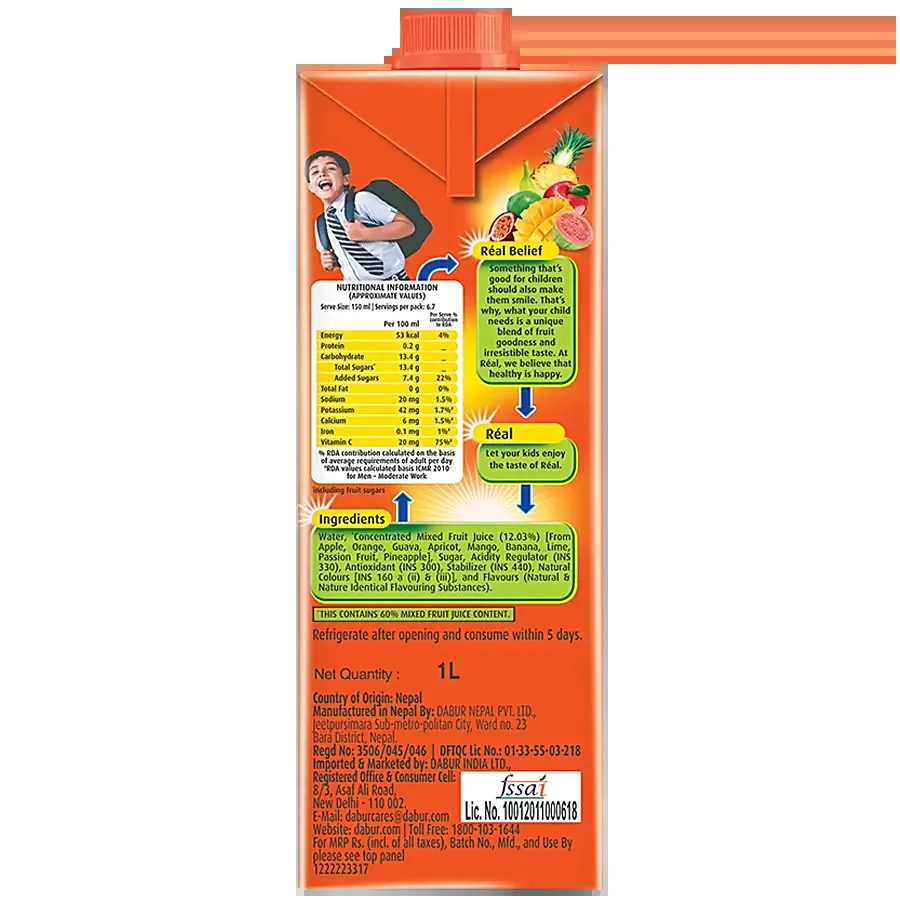 Réal Belief
Something that's
good for children
should also make
them smile. That's
why, what your child
needs is a unique
blend of fruit
goodness and
irresistible taste. At
Réal, we believe that
healthy is happy.
NUTRITIONAL INFORMATION
(APPROXIMATE VALUES)
Serve Size: 150 ml | Servings per pack: 6.7
Per 100 ml Per Serve % contribution to RDA
Energy 53 kcal 4%
Protein 0.2 g _
Carbohydrate 13.4 g _
Total Sugars* 13.4 g _
Added Sugars 7.4 g 22%
Total Fat 0 g 0%
Sodium 20 mg 1.5%
Potassium 42 mg 1.7%#
Calcium 6 mg 1.5%#
Iron 0.1 mg 1%#
Vitamin C 20 mg 75%#
% RDA contribution calculated on the basis
of average requirements of adult per day
#RDA values calculated basis ICMR 2010
for Men - Moderate Work
*including fruit sugars
Réal
Let your kids enjoy
the taste of Réal.
Ingredients
Water, *Concentrated Mixed Fruit Juice (12.03%) [From
Apple, Orange, Guava, Apricot, Mango, Banana, Lime,
Passion Fruit, Pineapple], Sugar, Acidity Regulator (INS
330), Antioxidant (INS 300), Stabilizer (INS 440), Natural
Colours [INS 160 a (ii) & (iii)], and Flavours (Natural &
Nature Identical Flavouring Substances).
*THIS CONTAINS 60% MIXED FRUIT JUICE CONTENT.
Refrigerate after opening and consume within 5 days.
Net Quantity : 1L
Country of Origin: Nepal
Manufactured in Nepal By: DABUR NEPAL PVT. LTD.,
Jeetpursimara Sub-metro-politan City, Ward no. 23
Bara District, Nepal.
Regd No: 3506/045/046 | DFTQC Lic No.: 01-33-55-03-218
Imported & Marketed by: DABUR INDIA LTD.,
Registered Office & Consumer Cell:
8/3, Asaf Ali Road,
New Delhi - 110 002.
E-Mail: daburcares@dabur.com
Website: dabur.com | Toll Free: 1800-103-1644
For MRP Rs. (incl. of all taxes), Batch No., Mfd., and Use By
please see top panel
1222223317
fssai
Lic. No. 10012011000618